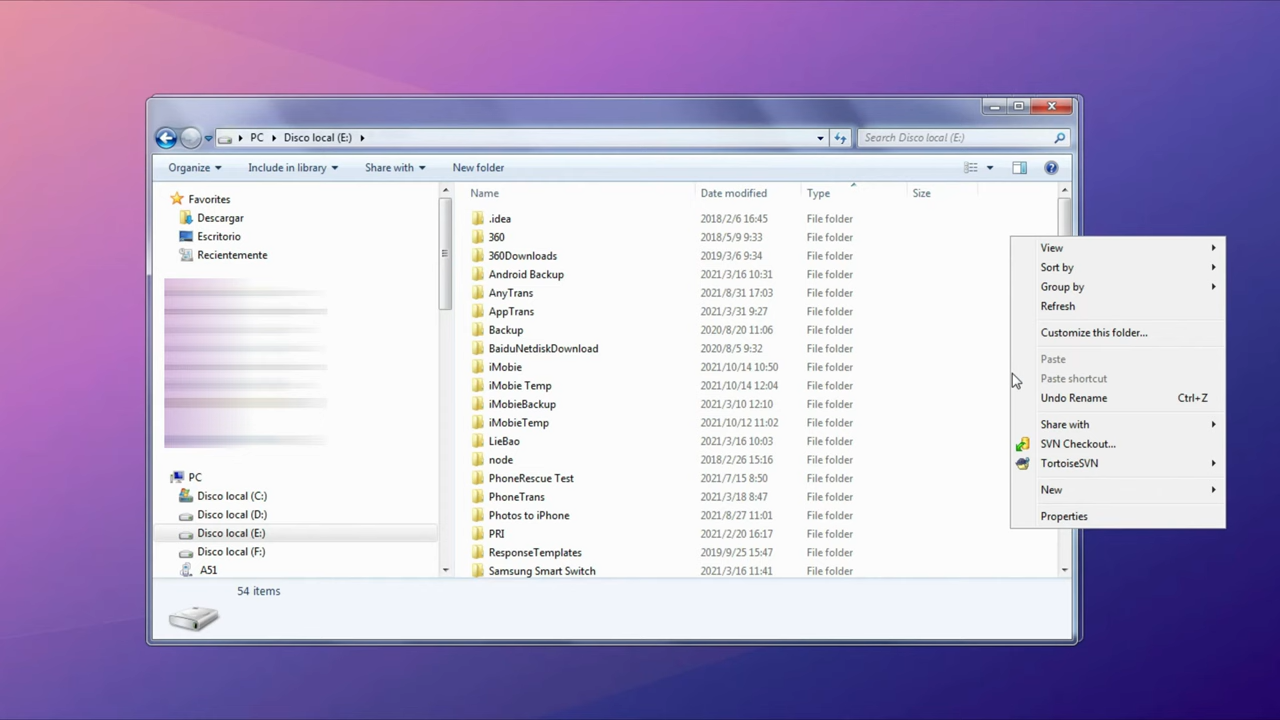 PC Disco local (E:)
Search Disco local (E:)
Organize Include in library Share with New folder
Favorites
Descargar
Escritorio
Recientemente
PC
Disco local (C:)
Disco local (D:)
Disco local (E:)
Disco local (F:)
A51
Name Date modified Type Size
.idea 2018/2/6 16:45 File folder
360 2018/5/9 9:33 File folder
360Downloads 2019/3/6 9:34 File folder
Android Backup 2021/3/16 10:31 File folder
AnyTrans 2021/8/31 17:03 File folder
AppTrans 2021/3/31 9:27 File folder
Backup 2020/8/20 11:06 File folder
BaiduNetdiskDownload 2020/8/5 9:32 File folder
iMobie 2021/10/14 10:50 File folder
iMobie Temp 2021/10/14 12:04 File folder
iMobieBackup 2021/3/10 12:10 File folder
iMobieTemp 2021/10/12 11:02 File folder
LieBao 2021/3/16 10:03 File folder
node 2018/2/26 15:16 File folder
PhoneRescue Test 2021/7/15 8:50 File folder
PhoneTrans 2021/3/18 8:47 File folder
Photos to iPhone 2021/8/27 11:01 File folder
PRI 2021/2/20 16:17 File folder
ResponseTemplates 2019/9/25 15:47 File folder
Samsung Smart Switch 2021/3/16 11:41 File folder
54 items
View
Sort by
Group by
Refresh
Customize this folder...
Paste
Paste shortcut
Undo Rename Ctrl+Z
Share with
SVN Checkout...
TortoiseSVN
New
Properties